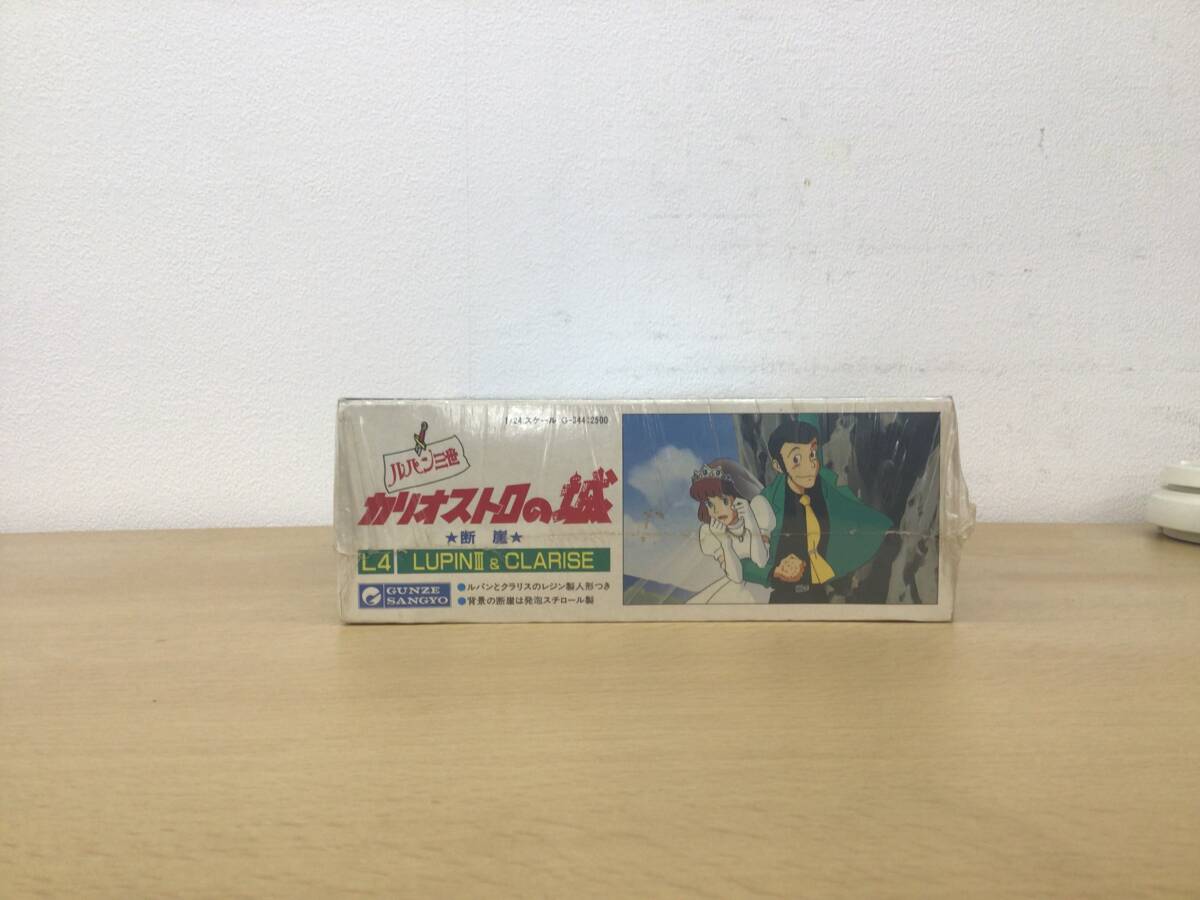 1/24スケール G-344:2500
ルパン三世
カリオストロの城
★断崖★
L4 LUPINⅢ & CLARISE
GUNZE
SANGYO
●ルパンとクラリスのレジン製人形つき
●背景の断崖は発泡スチロール製